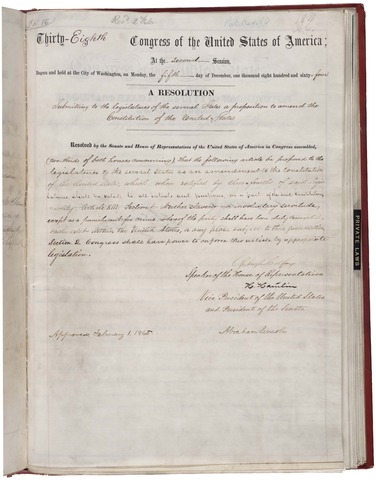 Thirty-Eighth Congress of the United States of America;
At the second Session,
Begun and held at the City of Washington, on Monday, the fifth day of December, one thousand eight hundred and sixty-four
A RESOLUTION
Submitting to the legislatures of the several States a proposition to amend the
Constitution of the United States
Resolved by the Senate and House of Representatives of the United States of America in Congress assembled,
(two-thirds of both houses concurring), That the following article be proposed to the
legislatures of the several States as an amendment to the constitution
of the United States, which, when ratified by three-fourths of said
shall be valid, to all intents and purposes, as a part of the said
Article XIII. Section 1. Neither slavery nor involuntary servitude,
except as a punishment for crime whereof the party shall have been duly
shall exist within the United States, or any place subject to their jurisdiction.
Section 2. Congress shall have power to enforce this article by appropriate
legislation.
Speaker of the House of Representatives
H. Hamlin
Vice President of the United States
and President of the Senate
Approved February 1, 1865
Abraham Lincoln
PRIVATE LAWS